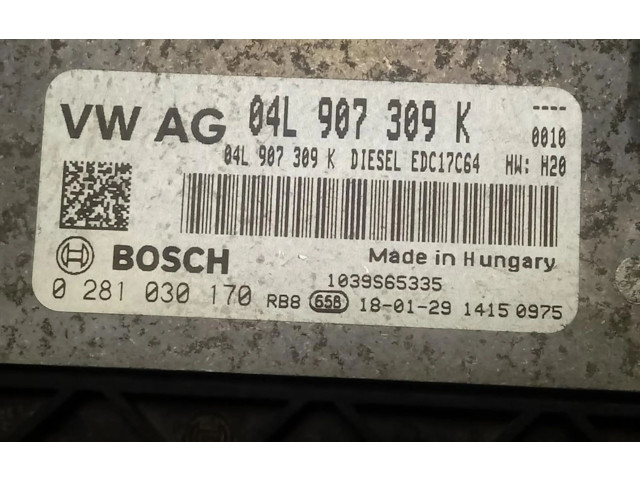 VW AG 04L 907 309 K ----
0010
04L 907 309 K DIESEL EDC17C64 HW: H20
BOSCH Made in Hungary
1039S65335
0 281 030 170 RB8 658 18-01-29 1415 0975